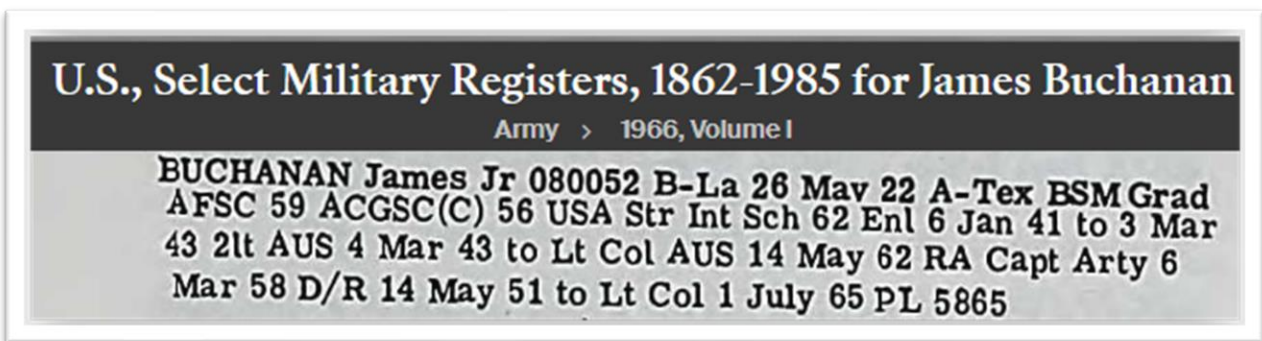 U.S., Select Military Registers, 1862-1985 for James Buchanan
Army > 1966, Volume I
BUCHANAN James Jr 080052 B-La 26 May 22 A-Tex BSM Grad
AFSC 59 ACGSC(C) 56 USA Str Int Sch 62 Enl 6 Jan 41 to 3 Mar
43 2lt AUS 4 Mar 43 to Lt Col AUS 14 May 62 RA Capt Arty 6
Mar 58 D/R 14 May 51 to Lt Col 1 July 65 PL 5865